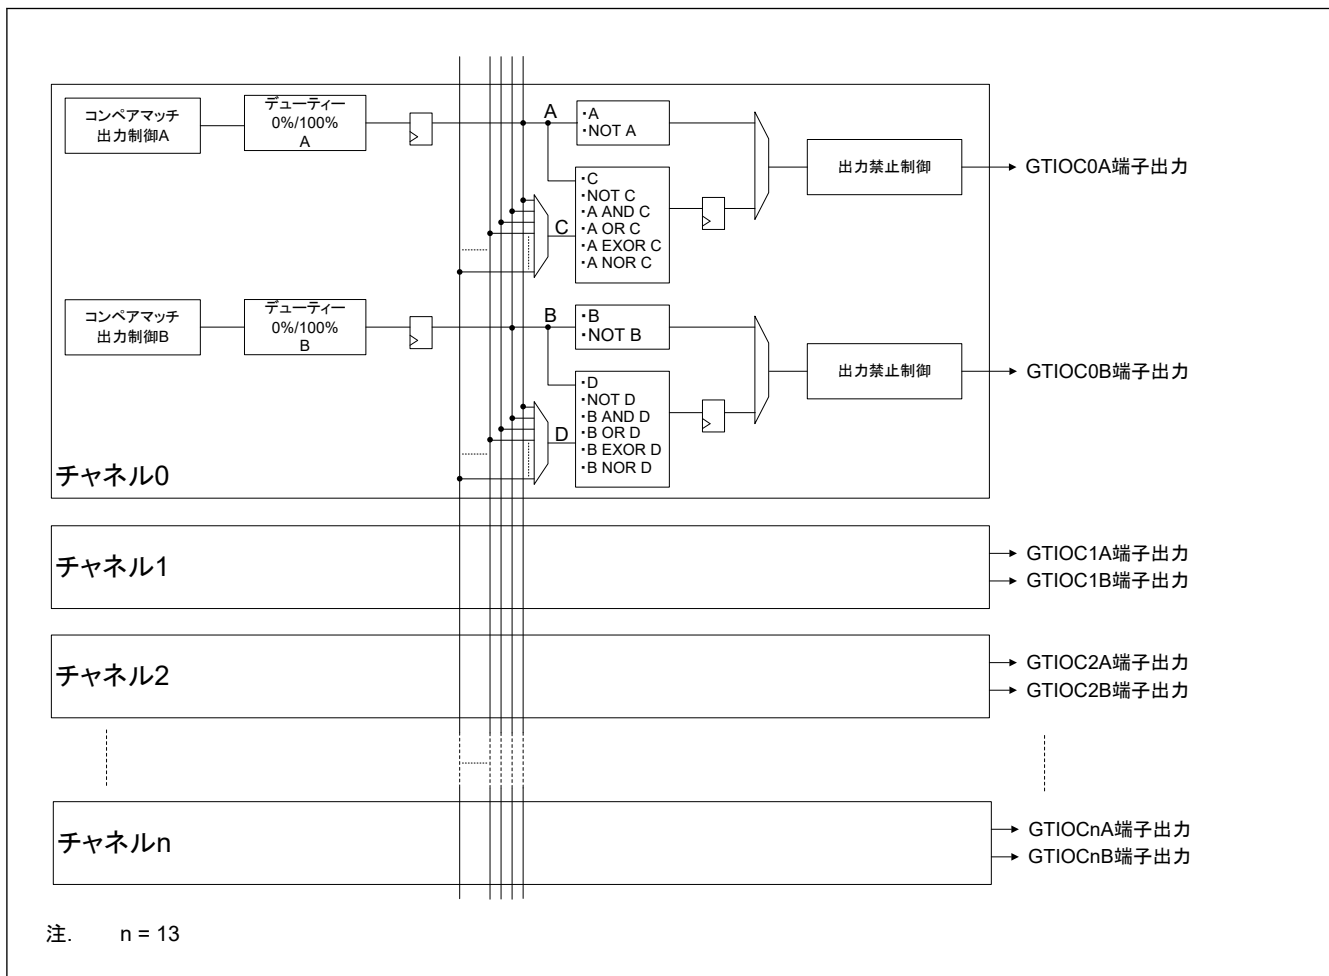 コンペアマッチ
出力制御A
デューティー
0%/100%
A
A
・A
・NOT A
・C
・NOT C
・A AND C
・A OR C
・A EXOR C
・A NOR C
C
出力禁止制御
GTIOC0A端子出力
コンペアマッチ
出力制御B
デューティー
0%/100%
B
B
・B
・NOT B
・D
・NOT D
・B AND D
・B OR D
・B EXOR D
・B NOR D
D
出力禁止制御
GTIOC0B端子出力
チャネル0
チャネル1
GTIOC1A端子出力
GTIOC1B端子出力
チャネル2
GTIOC2A端子出力
GTIOC2B端子出力
チャネルn
GTIOCnA端子出力
GTIOCnB端子出力
注. n = 13